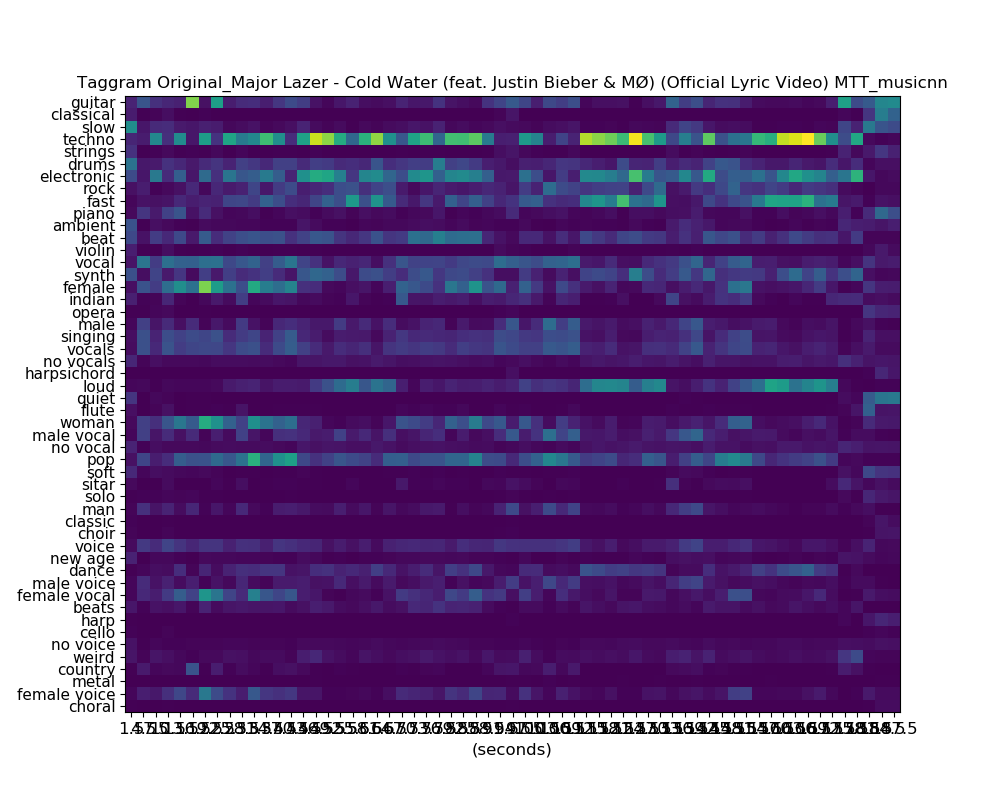 Taggram Original_Major Lazer - Cold Water (feat. Justin Bieber & MØ) (Official Lyric Video) MTT_musicnn
guitar
classical
slow
techno
strings
drums
electronic
rock
fast
piano
ambient
beat
violin
vocal
synth
female
indian
opera
male
singing
vocals
no vocals
harpsichord
loud
quiet
flute
woman
male vocal
no vocal
pop
soft
sitar
solo
man
classic
choir
voice
new age
dance
male voice
female vocal
beats
harp
cello
no voice
weird
country
metal
female voice
choral
(seconds)